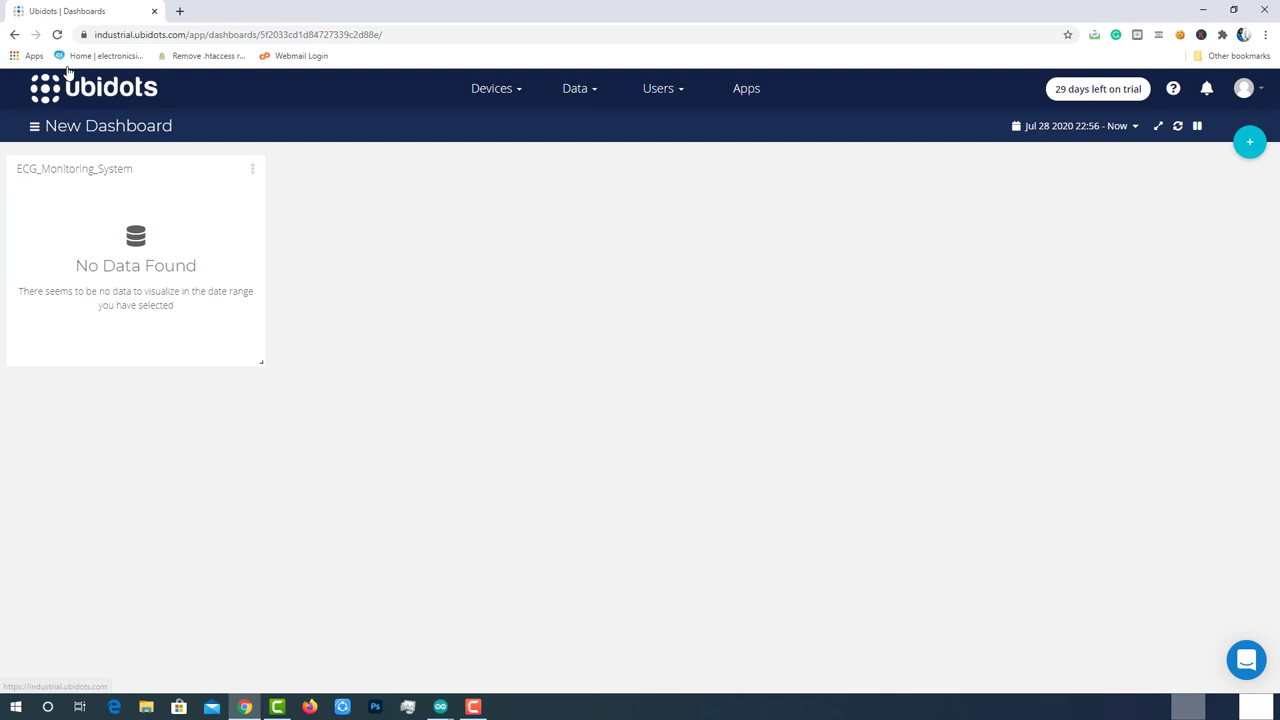 Ubidots | Dashboards
industrial.ubidots.com/app/dashboards/5f2033cd1d84727339c2d88e/
Apps
Home | electronicsi...
Remove .htaccess r...
Webmail Login
Other bookmarks
ubidots
Devices
Data
Users
Apps
29 days left on trial
New Dashboard
Jul 28 2020 22:56 - Now
ECG_Monitoring_System
No Data Found
There seems to be no data to visualize in the date range
you have selected
https://industrial.ubidots.com